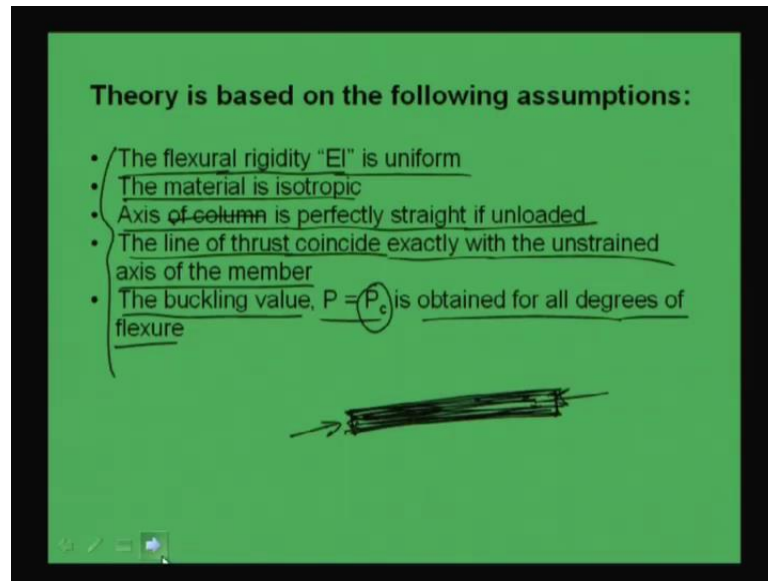 Theory is based on the following assumptions:
• The flexural rigidity "EI" is uniform
• The material is isotropic
• Axis of column is perfectly straight if unloaded
• The line of thrust coincide exactly with the unstrained
axis of the member
• The buckling value, P = Pc is obtained for all degrees of
flexure